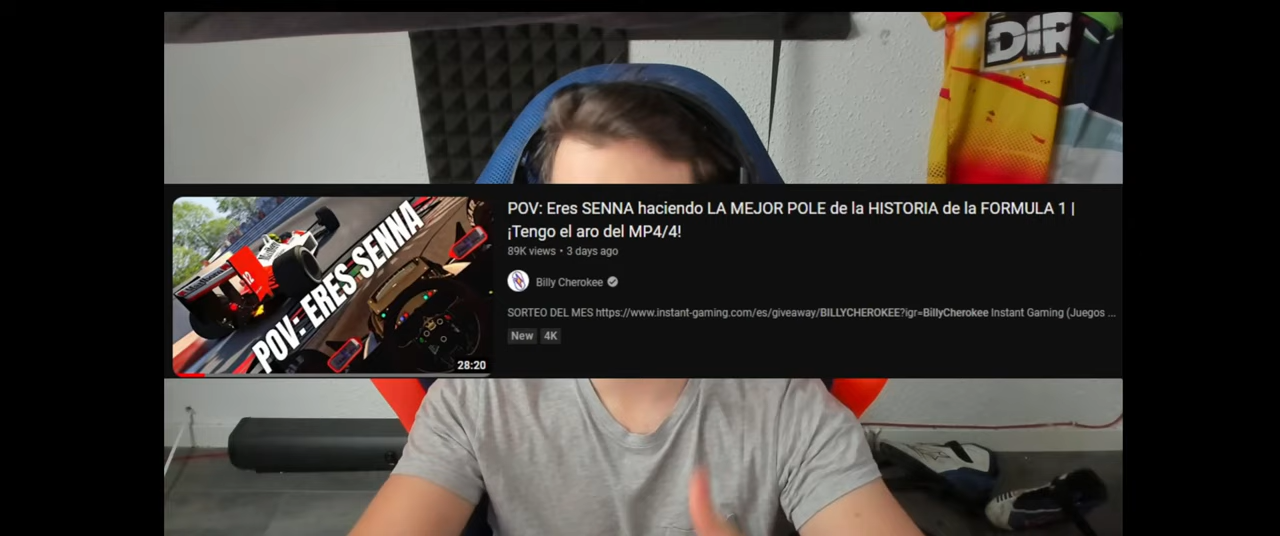 DIR
POV: Eres SENNA haciendo LA MEJOR POLE de la HISTORIA de la FORMULA 1 |
¡Tengo el aro del MP4/4!
89K views • 3 days ago
Billy Cherokee
SORTEO DEL MES https://www.instant-gaming.com/es/giveaway/BILLYCHEROKEE?igr=BillyCherokee Instant Gaming (Juegos ...
New 4K
POV: ERES SENNA
12
28:20